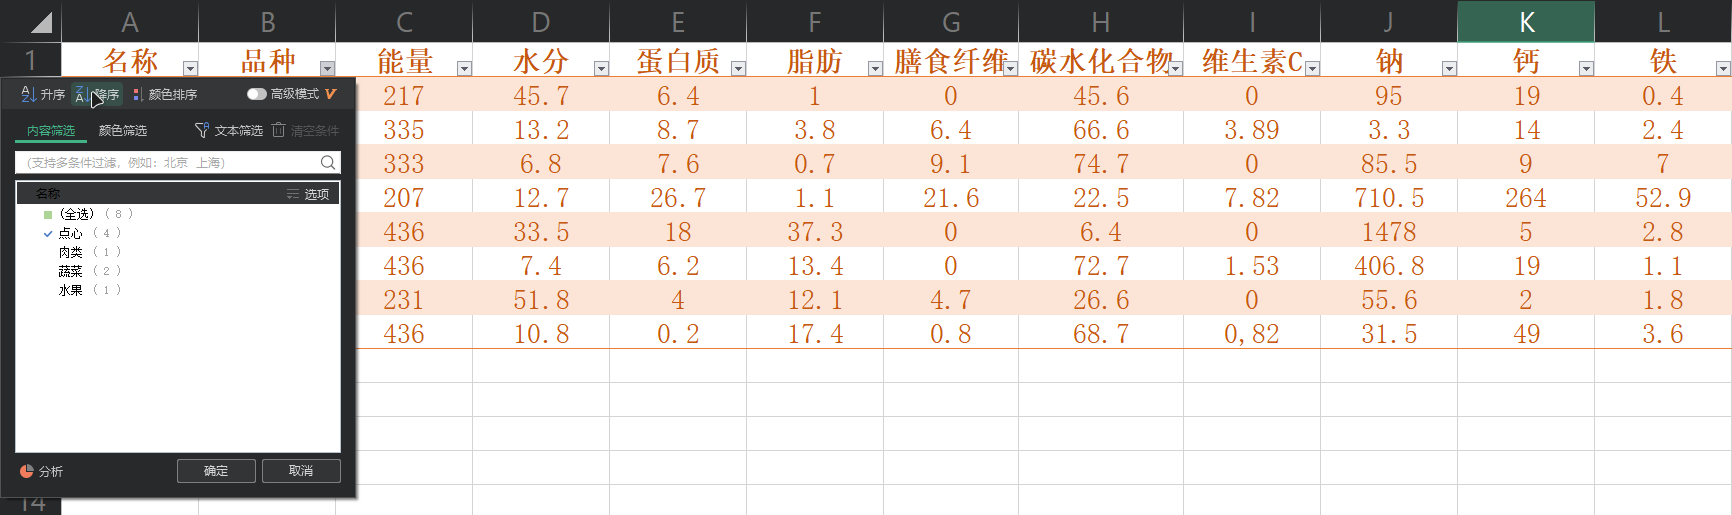 A B C D E F G H I J K L
1 名称 品种 能量 水分 蛋白质 脂肪 膳食纤维 碳水化合物 维生素C 钠 钙 铁
升序 降序 颜色排序 高级模式
内容筛选 颜色筛选 文本筛选 清空条件
(支持多条件过滤，例如：北京 上海)
名称 选项
(全选) ( 8 )
点心 ( 4 )
肉类 ( 1 )
蔬菜 ( 2 )
水果 ( 1 )
分析 确定 取消
217 45.7 6.4 1 0 45.6 0 95 19 0.4
335 13.2 8.7 3.8 6.4 66.6 3.89 3.3 14 2.4
333 6.8 7.6 0.7 9.1 74.7 0 85.5 9 7
207 12.7 26.7 1.1 21.6 22.5 7.82 710.5 264 52.9
436 33.5 18 37.3 0 6.4 0 1478 5 2.8
436 7.4 6.2 13.4 0 72.7 1.53 406.8 19 1.1
231 51.8 4 12.1 4.7 26.6 0 55.6 2 1.8
436 10.8 0.2 17.4 0.8 68.7 0,82 31.5 49 3.6
14